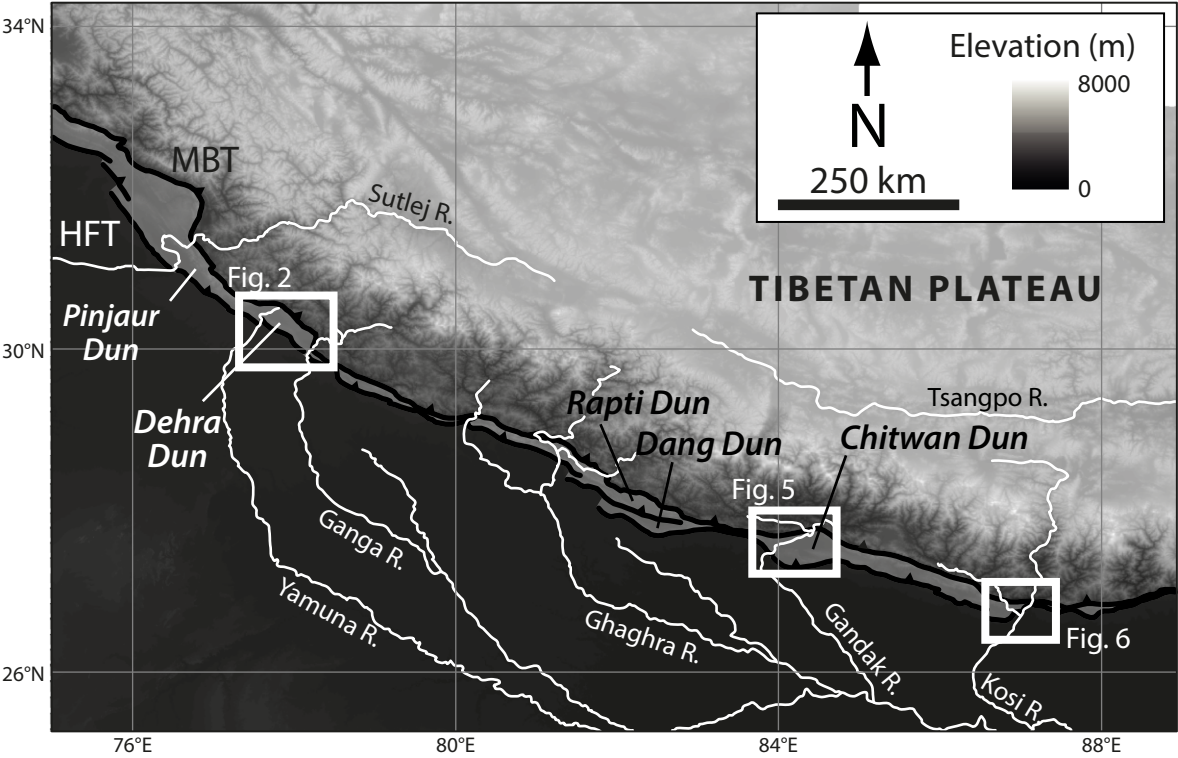 34°N
30°N
26°N
76°E
80°E
84°E
88°E
Elevation (m)
8000
0
N
250 km
MBT
HFT
Sutlej R.
TIBETAN PLATEAU
Fig. 2
Pinjaur
Dun
Dehra
Dun
Tsangpo R.
Rapti Dun
Dang Dun
Chitwan Dun
Fig. 5
Ganga R.
Yamuna R.
Ghaghra R.
Gandak R.
Fig. 6
Kosi R.